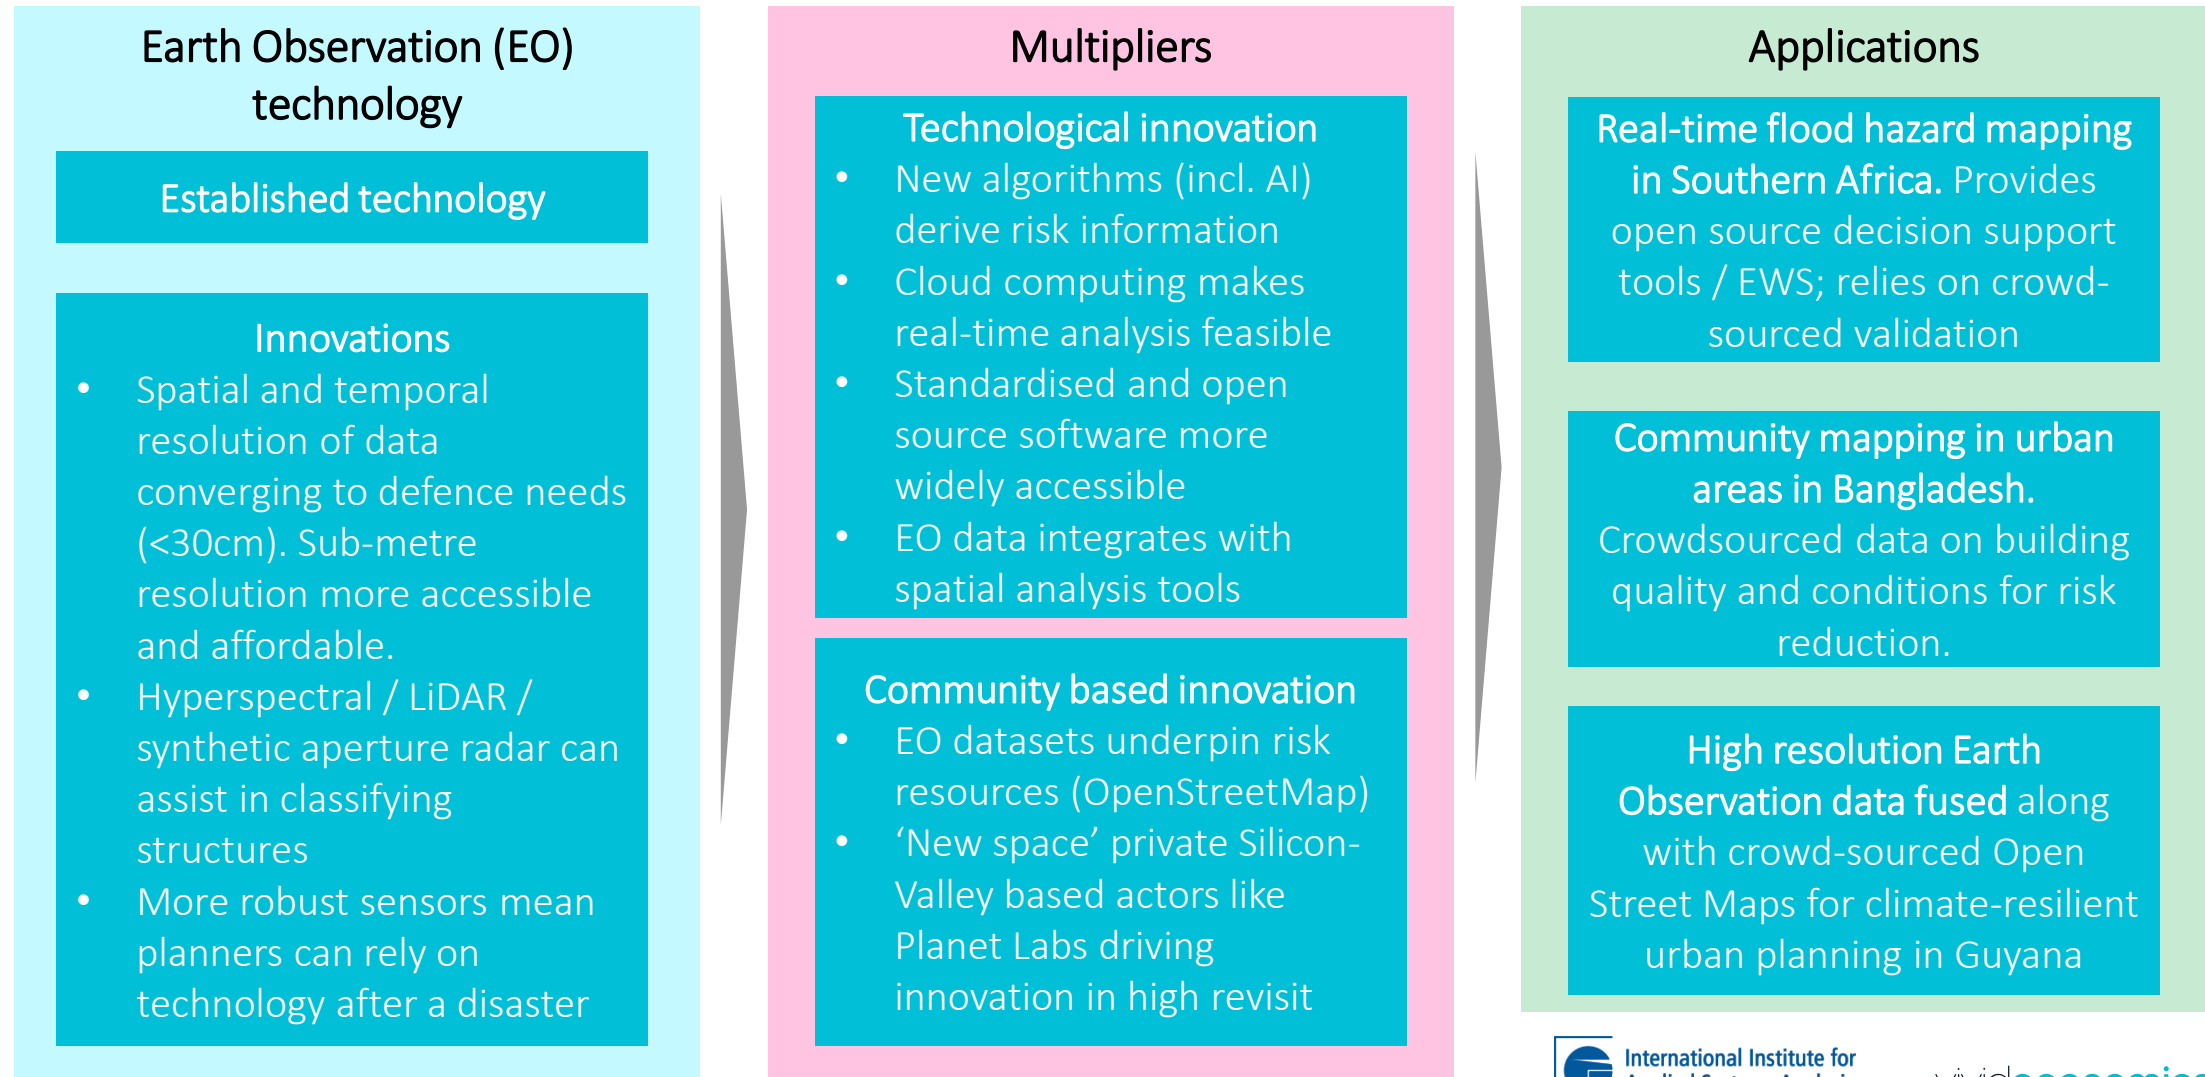 Earth Observation (EO)
technology
Established technology
Innovations
• Spatial and temporal
resolution of data
converging to defence needs
(<30cm). Sub-metre
resolution more accessible
and affordable.
• Hyperspectral / LiDAR /
synthetic aperture radar can
assist in classifying
structures
• More robust sensors mean
planners can rely on
technology after a disaster
Multipliers
Technological innovation
• New algorithms (incl. AI)
derive risk information
• Cloud computing makes
real-time analysis feasible
• Standardised and open
source software more
widely accessible
• EO data integrates with
spatial analysis tools
Community based innovation
• EO datasets underpin risk
resources (OpenStreetMap)
• ‘New space’ private Silicon-
Valley based actors like
Planet Labs driving
innovation in high revisit
Applications
Real-time flood hazard mapping
in Southern Africa. Provides
open source decision support
tools / EWS; relies on crowd-
sourced validation
Community mapping in urban
areas in Bangladesh.
Crowdsourced data on building
quality and conditions for risk
reduction.
High resolution Earth
Observation data fused along
with crowd-sourced Open
Street Maps for climate-resilient
urban planning in Guyana
International Institute for